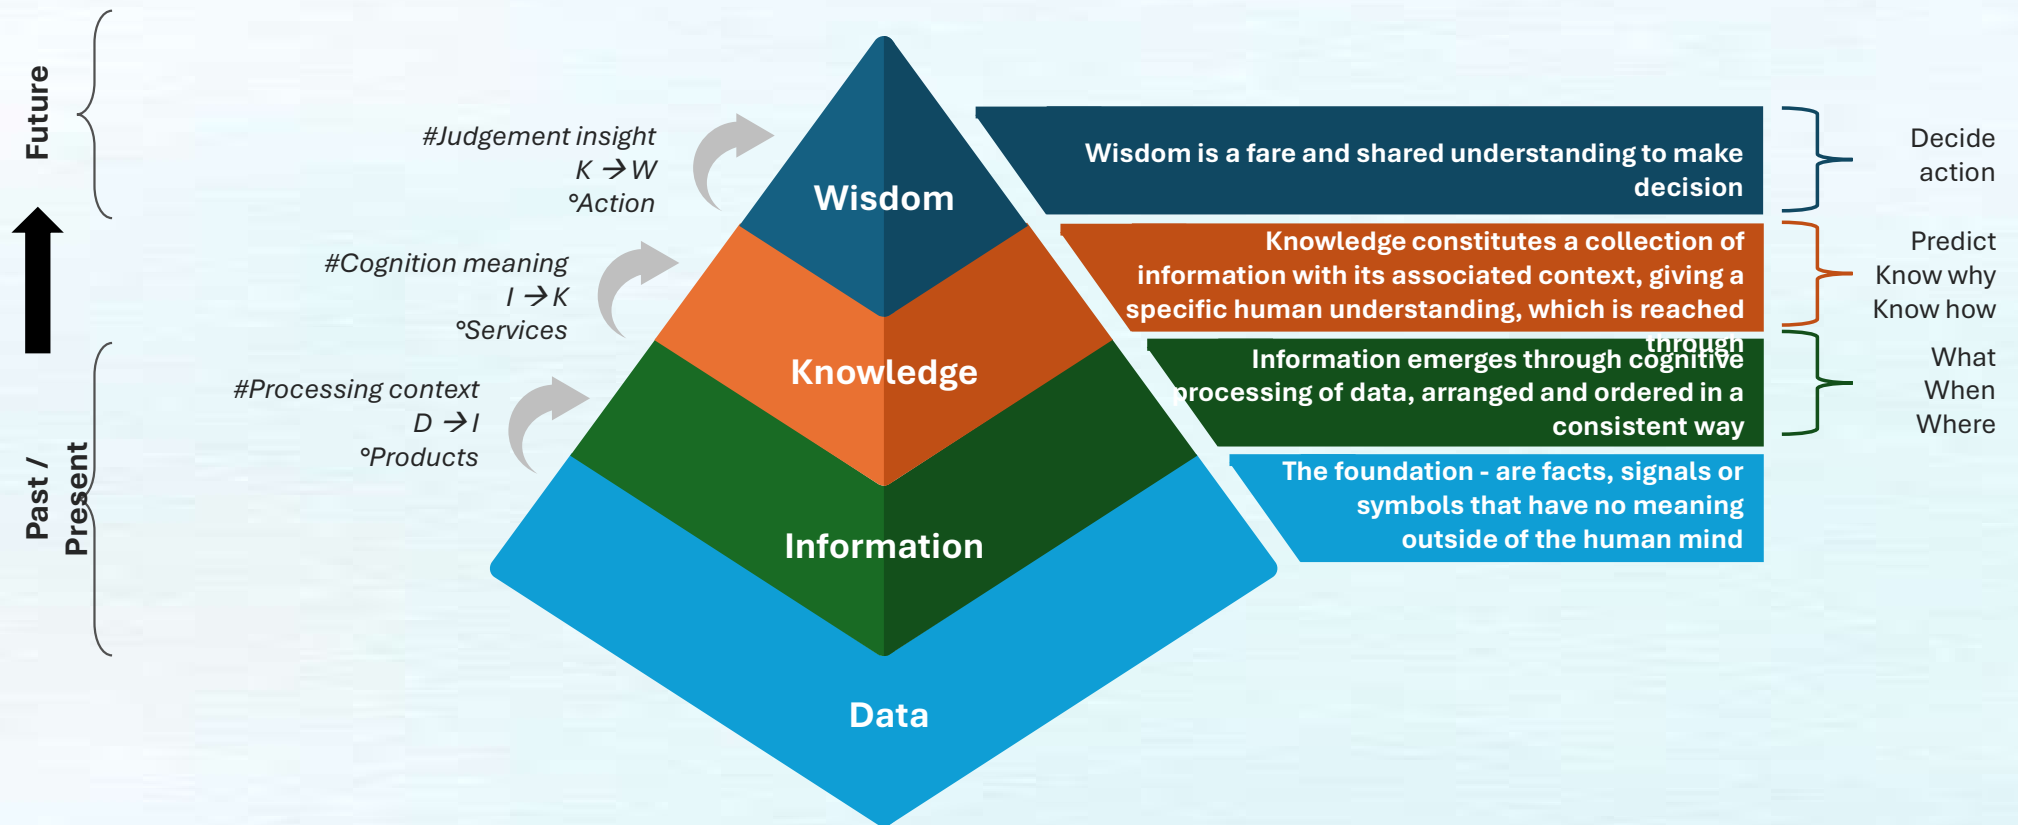 Future
Past /
Present
#Judgement insight
K → W
°Action
#Cognition meaning
I → K
°Services
#Processing context
D → I
°Products
Wisdom
Knowledge
Information
Data
Wisdom is a fare and shared understanding to make
decision
Knowledge constitutes a collection of
information with its associated context, giving a
specific human understanding, which is reached
through
Information emerges through cognitive
processing of data, arranged and ordered in a
consistent way
The foundation - are facts, signals or
symbols that have no meaning
outside of the human mind
Decide
action
Predict
Know why
Know how
What
When
Where